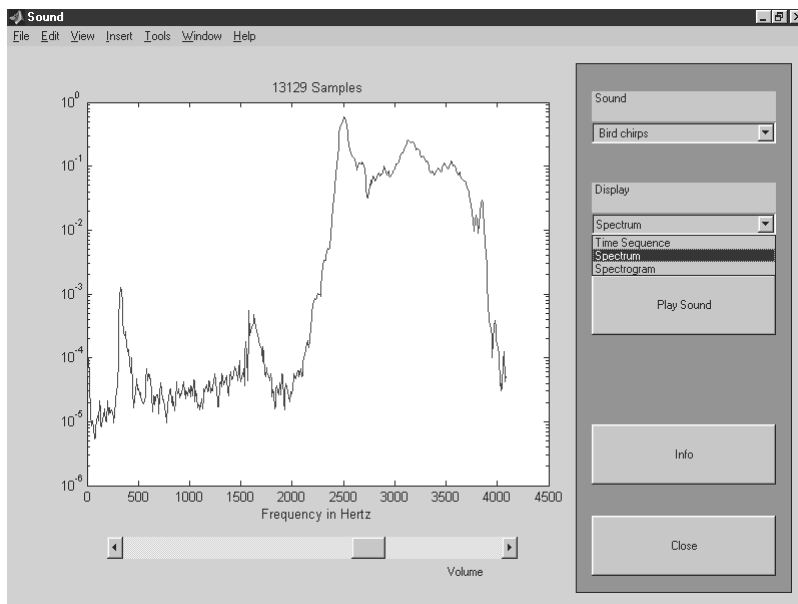 Sound
File Edit View Insert Tools Window Help
13129 Samples
10^0
10^-1
10^-2
10^-3
10^-4
10^-5
10^-6
0 500 1000 1500 2000 2500 3000 3500 4000 4500
Frequency in Hertz
Volume
Sound
Bird chirps
Display
Spectrum
Time Sequence
Spectrum
Spectrogram
Play Sound
Info
Close